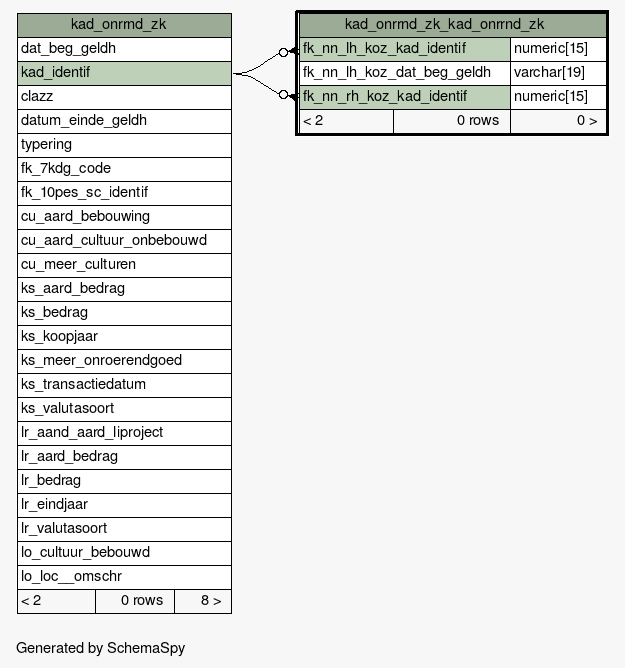 kad_onrrnd_zk
dat_beg_geldh
kad_identif
clazz
datum_einde_geldh
typering
fk_7kdg_code
fk_10pes_sc_identif
cu_aard_bebouwing
cu_aard_cultuur_onbebouwd
cu_meer_culturen
ks_aard_bedrag
ks_bedrag
ks_koopjaar
ks_meer_onroerendgoed
ks_transactiedatum
ks_valutasoort
lr_aand_aard_liproject
lr_aard_bedrag
lr_bedrag
lr_eindjaar
lr_valutasoort
lo_cultuur_bebouwd
lo_loc__omschr
< 2 0 rows 8 >
kad_onrrnd_zk_kad_onrrnd_zk
fk_nn_lh_koz_kad_identif numeric[15]
fk_nn_lh_koz_dat_beg_geldh varchar[19]
fk_nn_rh_koz_kad_identif numeric[15]
< 2 0 rows 0 >
Generated by SchemaSpy